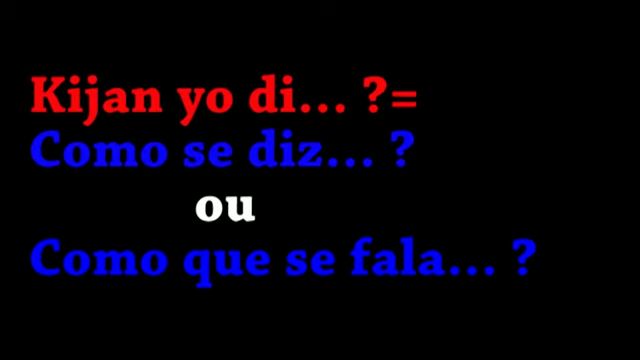 Kijan yo di... ?=
Como se diz... ?
ou
Como que se fala... ?